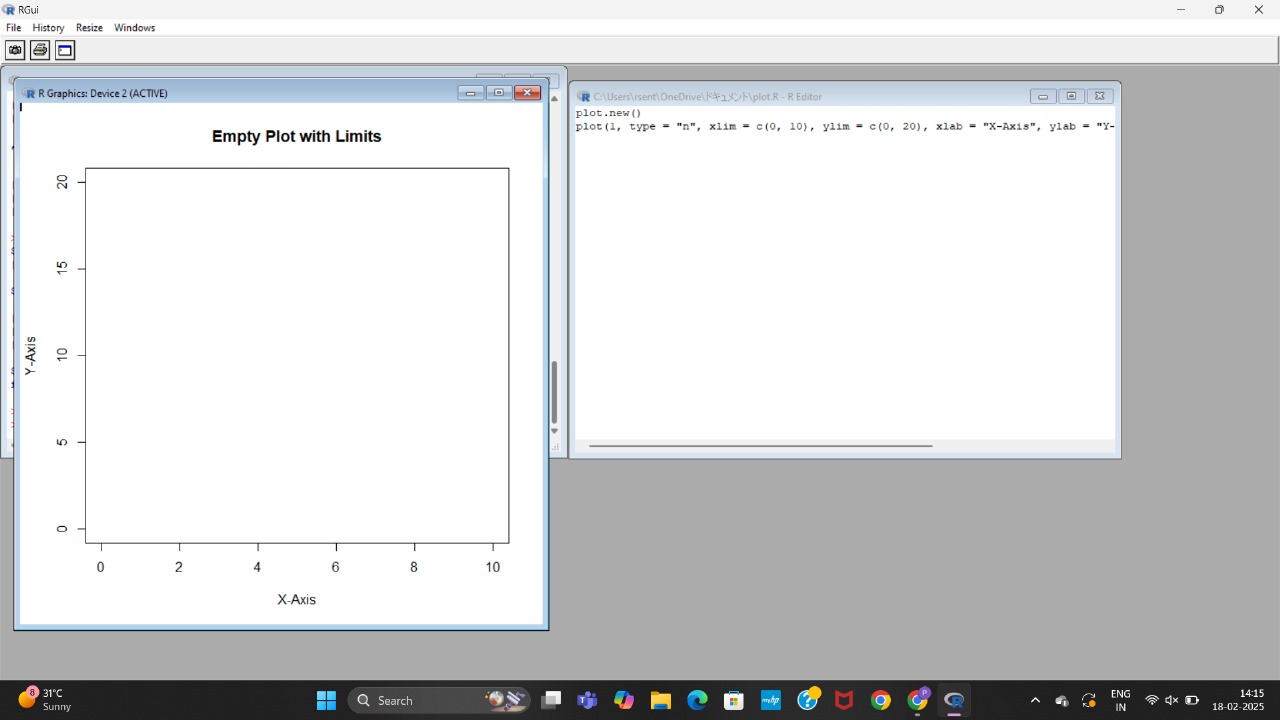 RGui
File History Resize Windows
R Graphics: Device 2 (ACTIVE)
Empty Plot with Limits
20
15
10
5
0
Y-Axis
0 2 4 6 8 10
X-Axis
C:\Users\rsent\OneDrive\ドキュメント\plot.R - R Editor
plot.new()
plot(1, type = "n", xlim = c(0, 10), ylim = c(0, 20), xlab = "X-Axis", ylab = "Y-
8
31°C
Sunny
Search
myhp
ENG
IN
14:15
18-02-2025